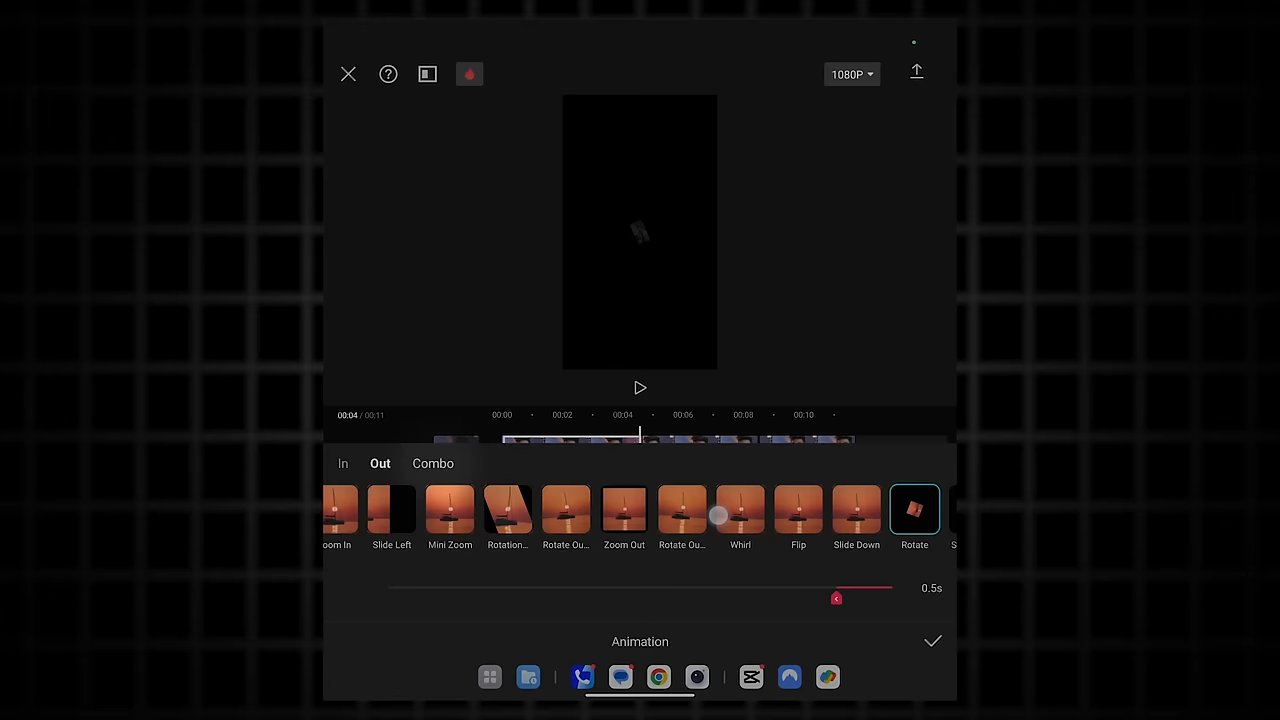 1080P
00:04 / 00:11
00:00 00:02 00:04 00:06 00:08 00:10
In Out Combo
oom In Slide Left Mini Zoom Rotation... Rotate Ou... Zoom Out Rotate Ou... Whirl Flip Slide Down Rotate S
0.5s
Animation